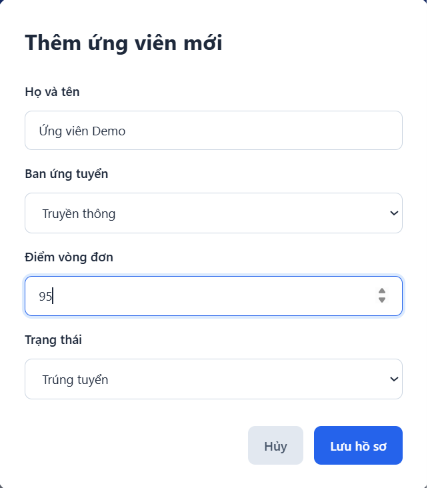 Thêm ứng viên mới
Họ và tên
Ứng viên Demo
Ban ứng tuyển
Truyền thông
Điểm vòng đơn
95
Trạng thái
Trúng tuyển
Hủy
Lưu hồ sơ